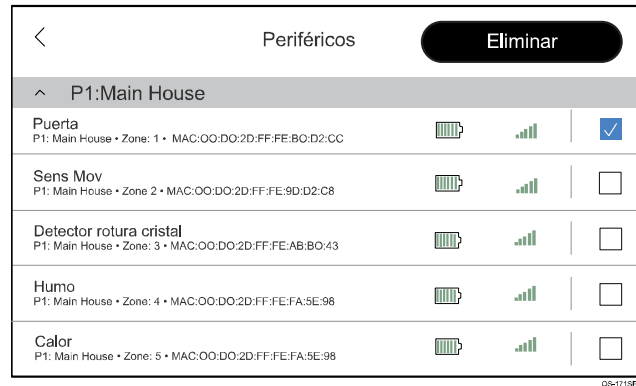 Periféricos
Eliminar
P1:Main House
Puerta
P1: Main House • Zone: 1 • MAC:OO:DO:2D:FF:FE:BO:D2:CC
Sens Mov
P1: Main House • Zone 2 • MAC:OO:DO:2D:FF:FE:9D:D2:C8
Detector rotura cristal
P1: Main House • Zone: 3 • MAC:OO:DO:2D:FF:FE:AB:BO:43
Humo
P1: Main House • Zone: 4 • MAC:OO:DO:2D:FF:FE:FA:5E:98
Calor
P1: Main House • Zone: 5 • MAC:OO:DO:2D:FF:FE:FA:5E:98
QS-171SP